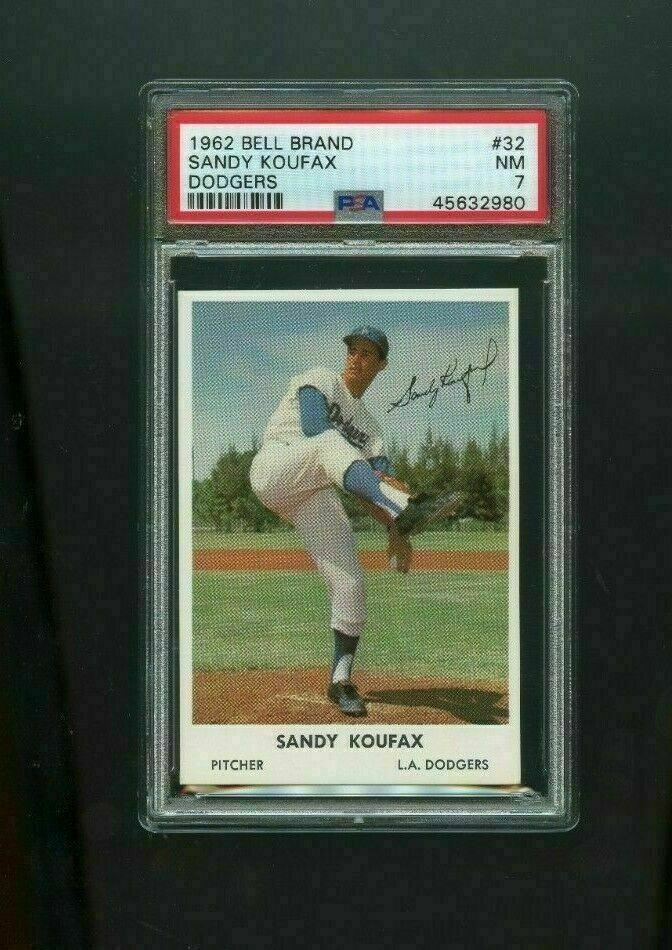 1962 BELL BRAND #32
SANDY KOUFAX NM
DODGERS 7
PSA 45632980
Dodgers
Sandy Koufax
SANDY KOUFAX
PITCHER L.A. DODGERS